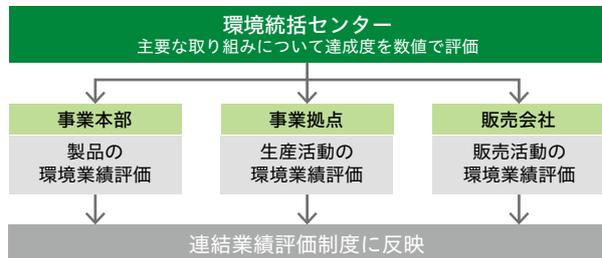 環境統括センター
主要な取り組みについて達成度を数値で評価
事業本部
製品の
環境業績評価
事業拠点
生産活動の
環境業績評価
販売会社
販売活動の
環境業績評価
連結業績評価制度に反映